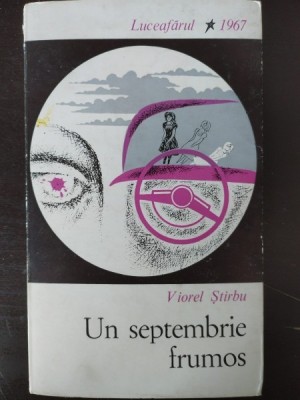 Luceafărul ★ 1967
Viorel Știrbu
Un septembrie
frumos